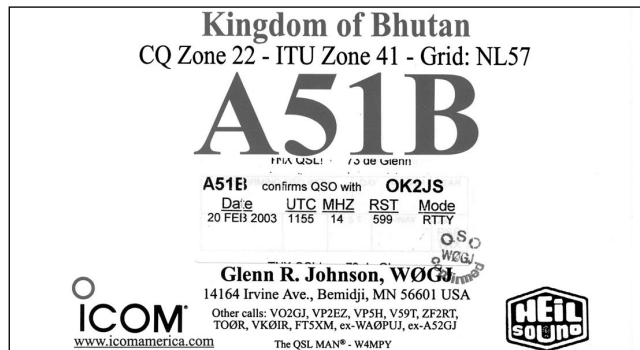 Kingdom of Bhutan
CQ Zone 22 - ITU Zone 41 - Grid: NL57
A51B
TNX QSL! 73 de Glenn
A51B confirms QSO with OK2JS
Date UTC MHZ RST Mode
20 FEB 2003 1155 14 599 RTTY
QSO
WØGJ
confirmed
Glenn R. Johnson, WØGJ
14164 Irvine Ave., Bemidji, MN 56601 USA
Other calls: VO2GJ, VP2EZ, VP5H, V59T, ZF2RT,
TOØR, VKØIR, FT5XM, ex-WAØPUJ, ex-A52GJ
The QSL MAN® - W4MPY
ICOM®
www.icomamerica.com
HEIL
SOUND